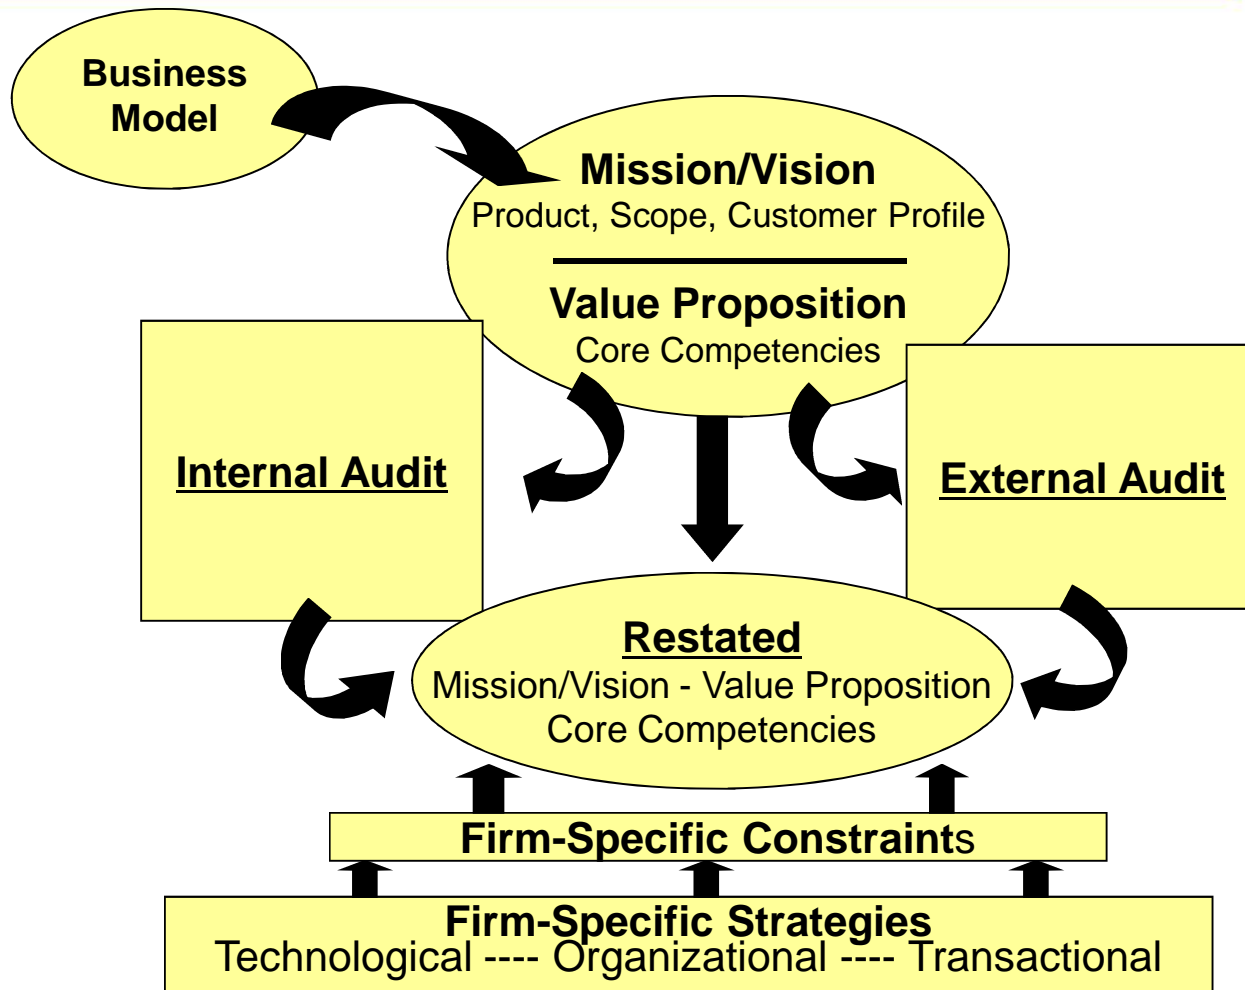 Business
Model
Mission/Vision
Product, Scope, Customer Profile
Value Proposition
Core Competencies
Internal Audit
External Audit
Restated
Mission/Vision - Value Proposition
Core Competencies
Firm-Specific Constraints
Firm-Specific Strategies
Technological ---- Organizational ---- Transactional